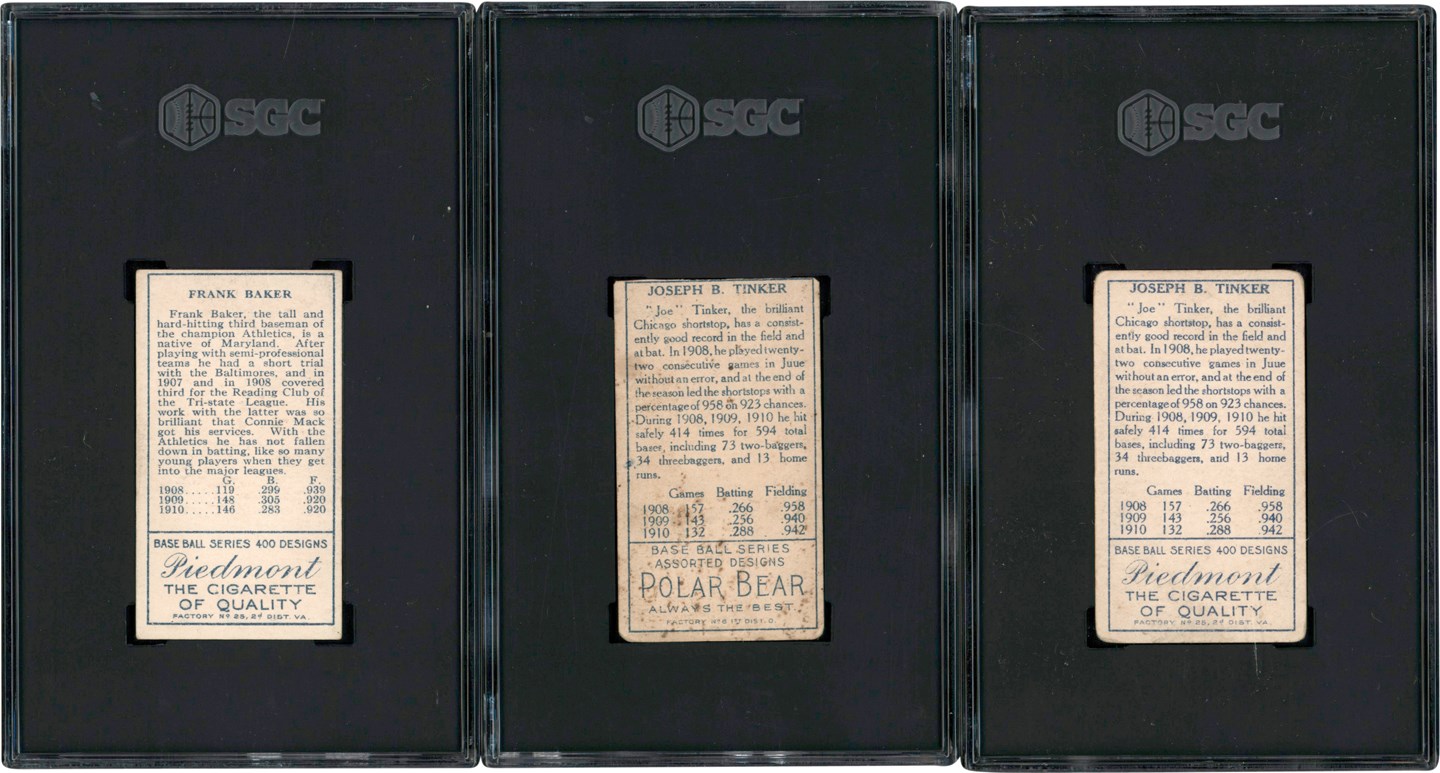 SGC
FRANK BAKER
Frank Baker, the tall and
hard-hitting third baseman of
the champion Athletics, is a
native of Maryland. After
playing with semi-professional
teams he had a short trial
with the Baltimores, and in
1907 and in 1908 covered
third for the Reading Club of
the Tri-state League. His
work with the latter was so
brilliant that Connie Mack
got his services. With the
Athletics he has not fallen
down in batting, like so many
young players when they get
into the major leagues.
G. B. F.
1908.....119 .299 .939
1909.....148 .305 .920
1910.....146 .283 .920
BASE BALL SERIES 400 DESIGNS
Piedmont
THE CIGARETTE
OF QUALITY
FACTORY No 25, 2d DIST. VA.
SGC
JOSEPH B. TINKER
"Joe" Tinker, the brilliant
Chicago shortstop, has a consist-
ently good record in the field and
at bat. In 1908, he played twenty-
two consecutive games in Juue
without an error, and at the end of
the season led the shortstops with a
percentage of 958 on 923 chances.
During 1908, 1909, 1910 he hit
safely 414 times for 594 total
bases, including 73 two-baggers,
34 threebaggers, and 13 home
runs.
Games Batting Fielding
1908 157 .266 .958
1909 143 .256 .940
1910 132 .288 .942
BASE BALL SERIES
ASSORTED DESIGNS
POLAR BEAR
ALWAYS THE BEST
FACTORY No 6 1st DIST. O.
SGC
JOSEPH B. TINKER
"Joe" Tinker, the brilliant
Chicago shortstop, has a consist-
ently good record in the field and
at bat. In 1908, he played twenty-
two consecutive games in Juue
without an error, and at the end of
the season led the shortstops with a
percentage of 958 on 923 chances.
During 1908, 1909, 1910 he hit
safely 414 times for 594 total
bases, including 73 two-baggers,
34 threebaggers, and 13 home
runs.
Games Batting Fielding
1908 157 .266 .958
1909 143 .256 .940
1910 132 .288 .942
BASE BALL SERIES 400 DESIGNS
Piedmont
THE CIGARETTE
OF QUALITY
FACTORY No 25, 2d DIST. VA.